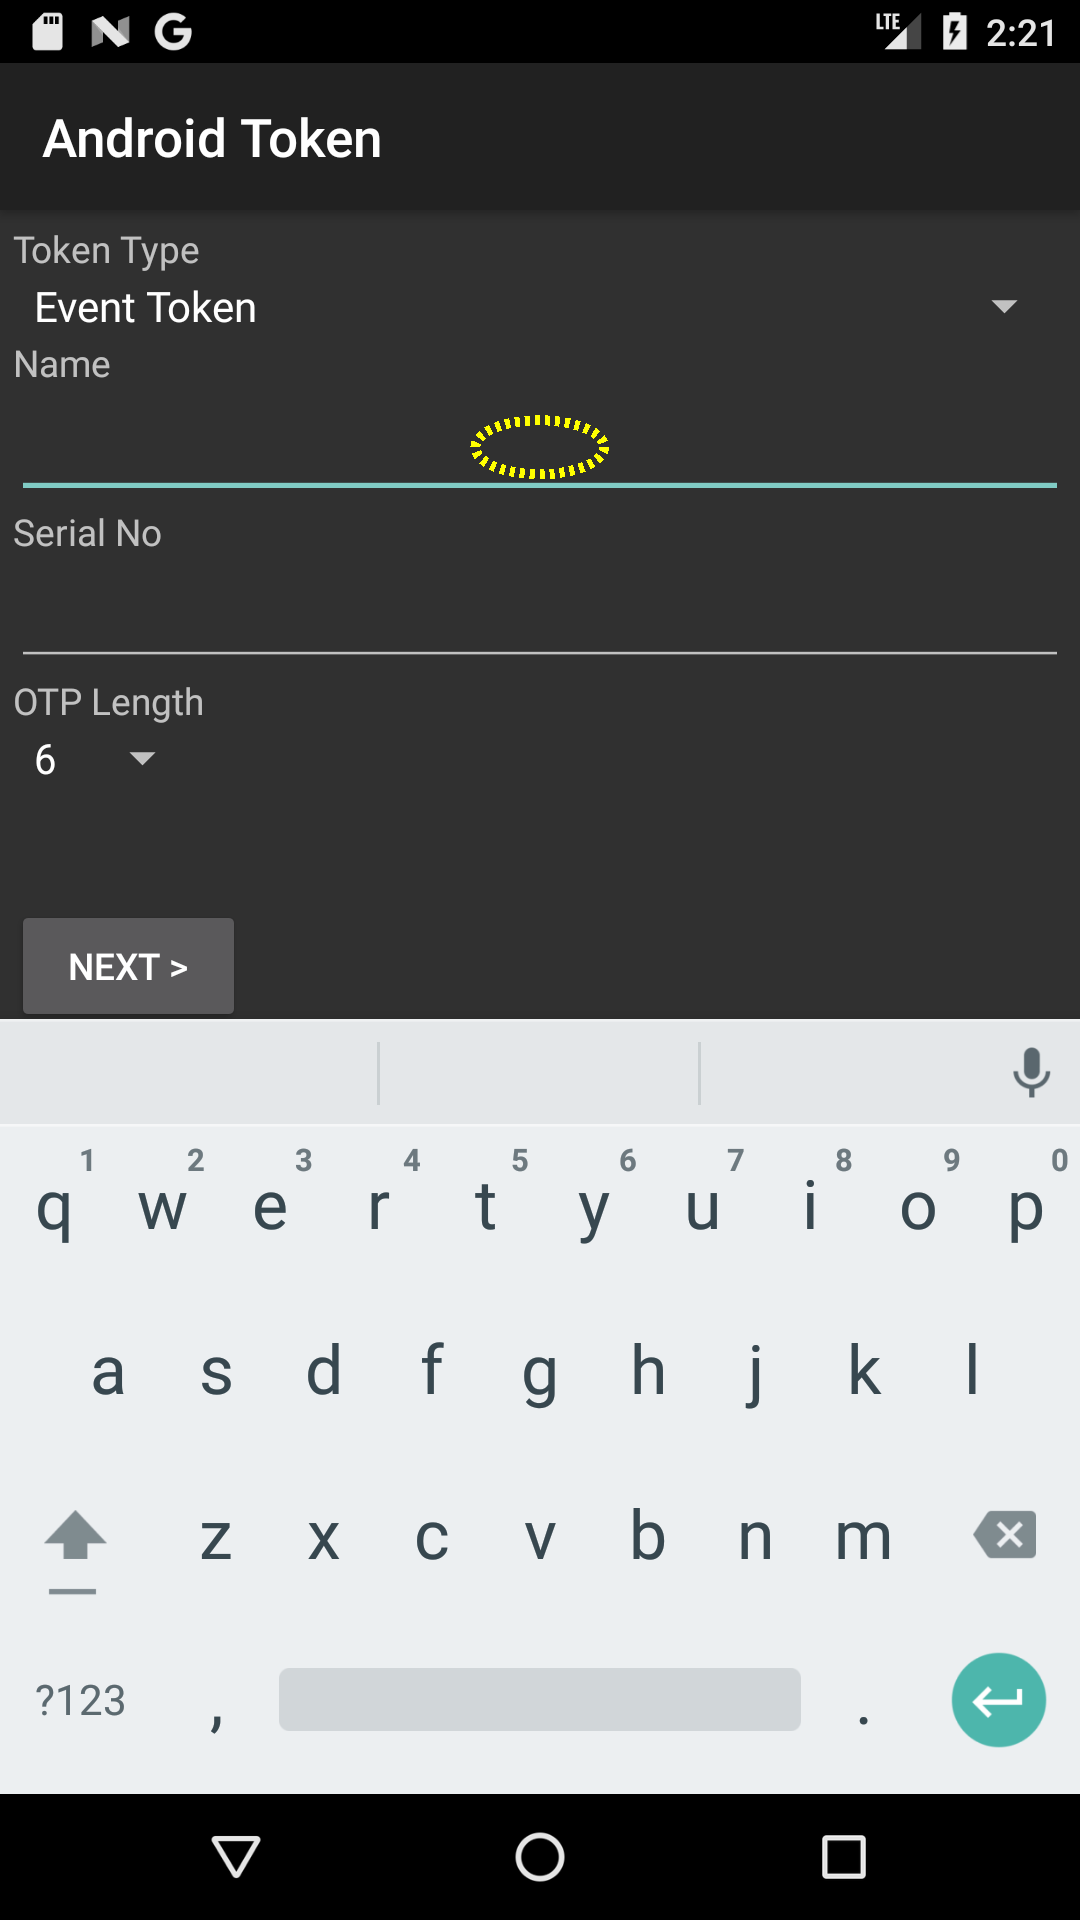 LTE 2:21
Android Token
Token Type
Event Token
Name
Serial No
OTP Length
6
NEXT >
1 2 3 4 5 6 7 8 9 0
q w e r t y u i o p
a s d f g h j k l
z x c v b n m
?123 , .